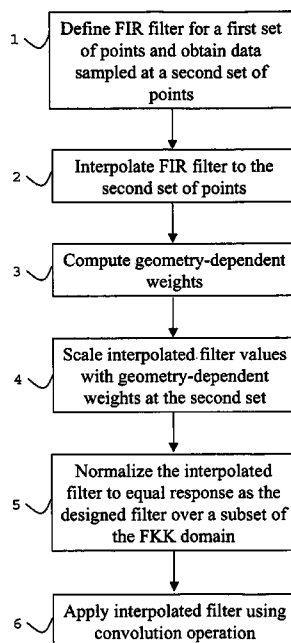 1
Define FIR filter for a first set
of points and obtain data
sampled at a second set of
points
2
Interpolate FIR filter to the
second set of points
3
Compute geometry-dependent
weights
4
Scale interpolated filter values
with geometry-dependent
weights at the second set
5
Normalize the interpolated
filter to equal response as the
designed filter over a subset of
the FKK domain
6
Apply interpolated filter using
convolution operation